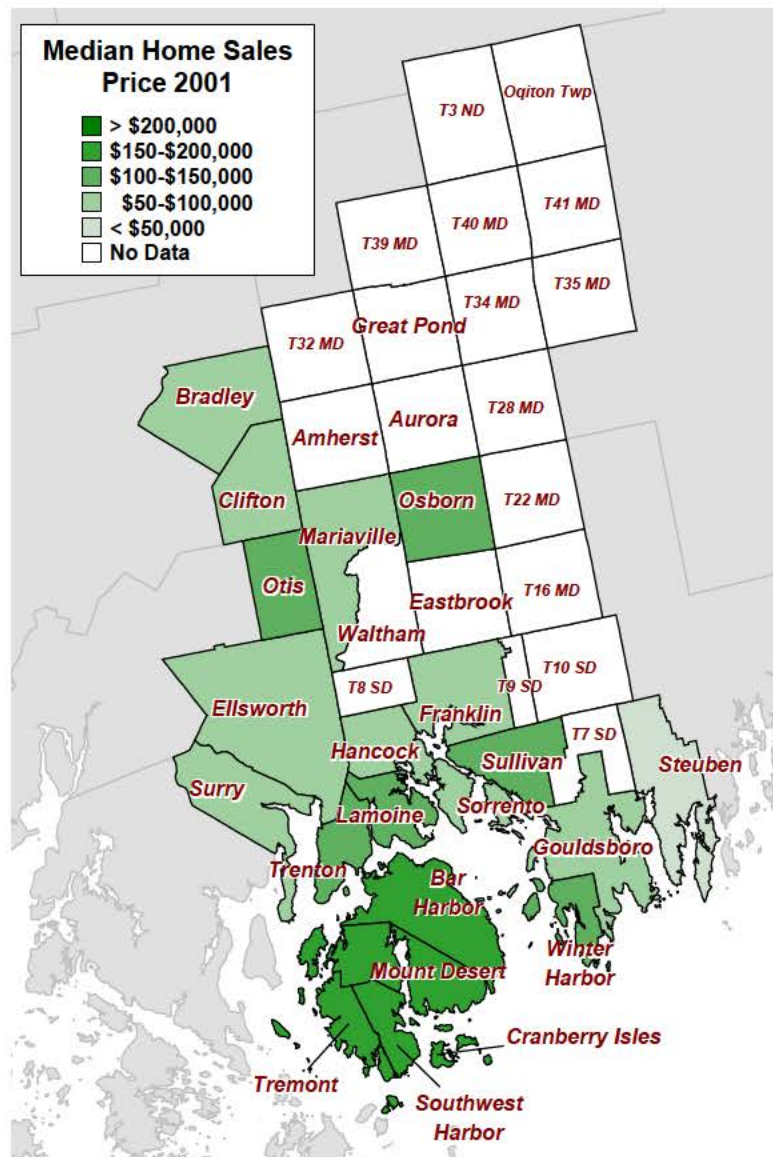 Median Home Sales
Price 2001
> $200,000
$150-$200,000
$100-$150,000
$50-$100,000
< $50,000
No Data
T3 ND
Oqiton Twp
T39 MD
T40 MD
T41 MD
T32 MD
Great Pond
T34 MD
T35 MD
Bradley
Amherst
Aurora
T28 MD
Clifton
Mariaville
Osborn
T22 MD
Otis
Waltham
Eastbrook
T16 MD
Ellsworth
T8 SD
Franklin
T9 SD
T10 SD
Hancock
Sullivan
T7 SD
Steuben
Surry
Lamoine
Sorrento
Gouldsboro
Trenton
Bar
Harbor
Winter
Harbor
Mount Desert
Cranberry Isles
Tremont
Southwest
Harbor